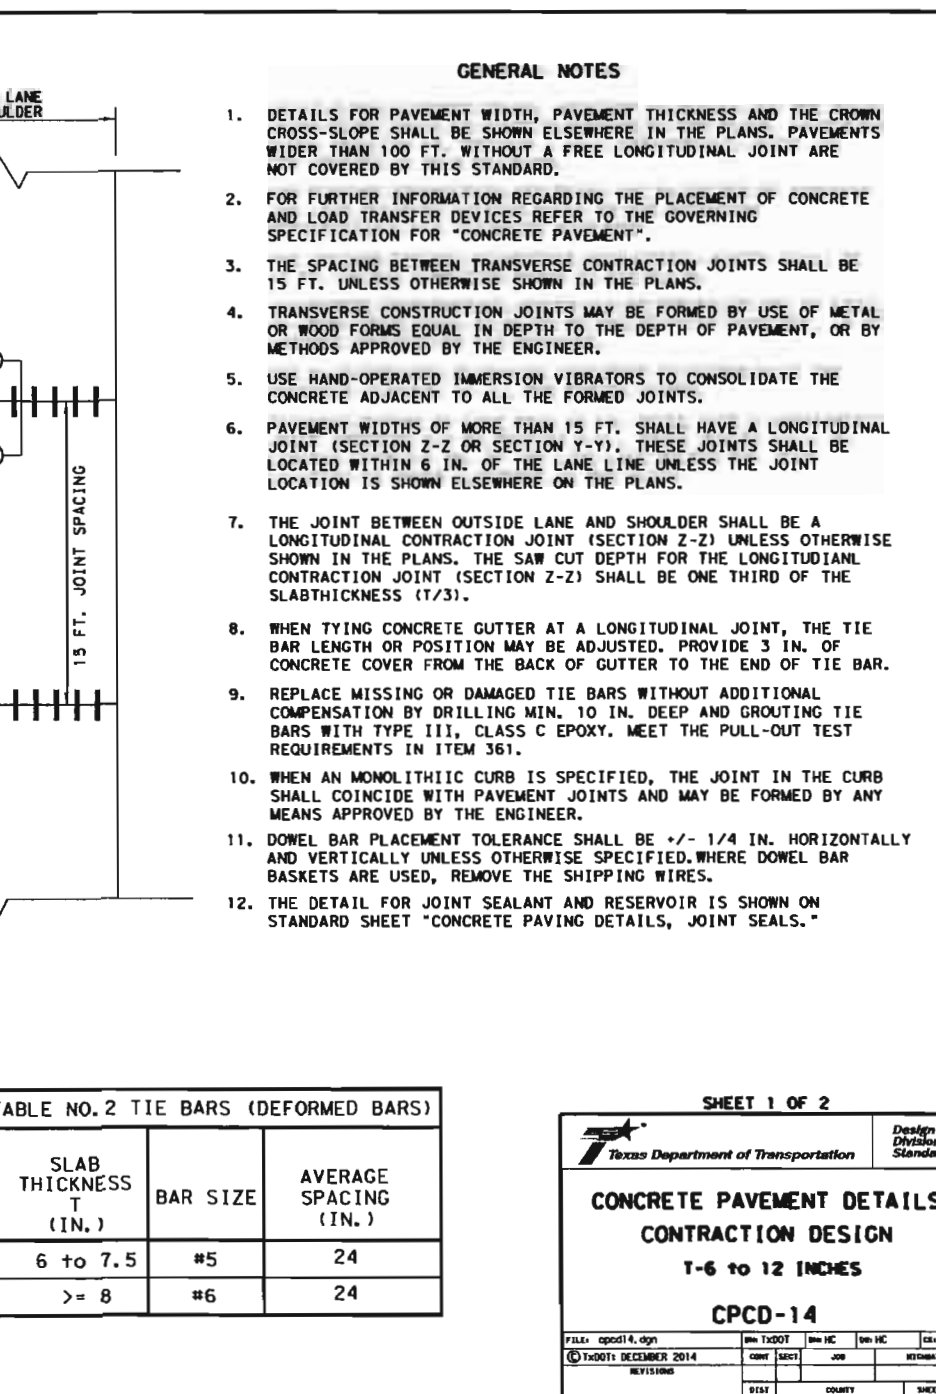 LANE
GENERAL NOTES
1. DETAILS FOR PAVEMENT WIDTH, PAVEMENT THICKNESS AND THE CROWN
CROSS-SLOPE SHALL BE SHOWN ELSEWHERE IN THE PLANS. PAVEMENTS
WIDER THAN 100 FT. WITHOUT A FREE LONGITUDINAL JOINT ARE
NOT COVERED BY THIS STANDARD.
2. FOR FURTHER INFORMATION REGARDING THE PLACEMENT OF CONCRETE
AND LOAD TRANSFER DEVICES REFER TO THE GOVERNING
SPECIFICATION FOR "CONCRETE PAVEMENT".
3. THE SPACING BETWEEN TRANSVERSE CONTRACTION JOINTS SHALL BE
15 FT. UNLESS OTHERWISE SHOWN IN THE PLANS.
4. TRANSVERSE CONSTRUCTION JOINTS MAY BE FORMED BY USE OF METAL
OR WOOD FORMS EQUAL IN DEPTH TO THE DEPTH OF PAVEMENT, OR BY
METHODS APPROVED BY THE ENGINEER.
5. USE HAND-OPERATED IMMERSION VIBRATORS TO CONSOLIDATE THE
CONCRETE ADJACENT TO ALL THE FORMED JOINTS.
6. PAVEMENT WIDTHS OF MORE THAN 15 FT. SHALL HAVE A LONGITUDINAL
JOINT (SECTION Z-Z OR SECTION Y-Y). THESE JOINTS SHALL BE
LOCATED WITHIN 6 IN. OF THE LANE LINE UNLESS THE JOINT
LOCATION IS SHOWN ELSEWHERE ON THE PLANS.
7. THE JOINT BETWEEN OUTSIDE LANE AND SHOULDER SHALL BE A
LONGITUDINAL CONTRACTION JOINT (SECTION Z-Z) UNLESS OTHERWISE
SHOWN IN THE PLANS. THE SAW CUT DEPTH FOR THE LONGITUDIANL
CONTRACTION JOINT (SECTION Z-Z) SHALL BE ONE THIRD OF THE
SLABTHICKNESS (T/3).
8. WHEN TYING CONCRETE GUTTER AT A LONGITUDINAL JOINT, THE TIE
BAR LENGTH OR POSITION MAY BE ADJUSTED. PROVIDE 3 IN. OF
CONCRETE COVER FROM THE BACK OF GUTTER TO THE END OF TIE BAR.
9. REPLACE MISSING OR DAMAGED TIE BARS WITHOUT ADDITIONAL
COMPENSATION BY DRILLING MIN. 10 IN. DEEP AND GROUTING TIE
BARS WITH TYPE III, CLASS C EPOXY. MEET THE PULL-OUT TEST
REQUIREMENTS IN ITEM 361.
10. WHEN AN MONOLITHIIC CURB IS SPECIFIED, THE JOINT IN THE CURB
SHALL COINCIDE WITH PAVEMENT JOINTS AND MAY BE FORMED BY ANY
MEANS APPROVED BY THE ENGINEER.
11. DOWEL BAR PLACEMENT TOLERANCE SHALL BE +/- 1/4 IN. HORIZONTALLY
AND VERTICALLY UNLESS OTHERWISE SPECIFIED.WHERE DOWEL BAR
BASKETS ARE USED, REMOVE THE SHIPPING WIRES.
12. THE DETAIL FOR JOINT SEALANT AND RESERVOIR IS SHOWN ON
STANDARD SHEET "CONCRETE PAVING DETAILS, JOINT SEALS."
15 FT. JOINT SPACING
TABLE NO.2 TIE BARS (DEFORMED BARS)
SLAB
THICKNESS
T
(IN.)
BAR SIZE
AVERAGE
SPACING
(IN.)
6 to 7.5 #5 24
>= 8 #6 24
SHEET 1 OF 2
Texas Department of Transportation
Design
CONCRETE PAVEMENT DETAILS
CONTRACTION DESIGN
T-6 to 12 INCHES
CPCD-14
FILE: cpcd14.dgn TxDOT HC HC
© TxDOT: DECEMBER 2014 CONT SECT JOB
REVISIONS
DIST COUNTY